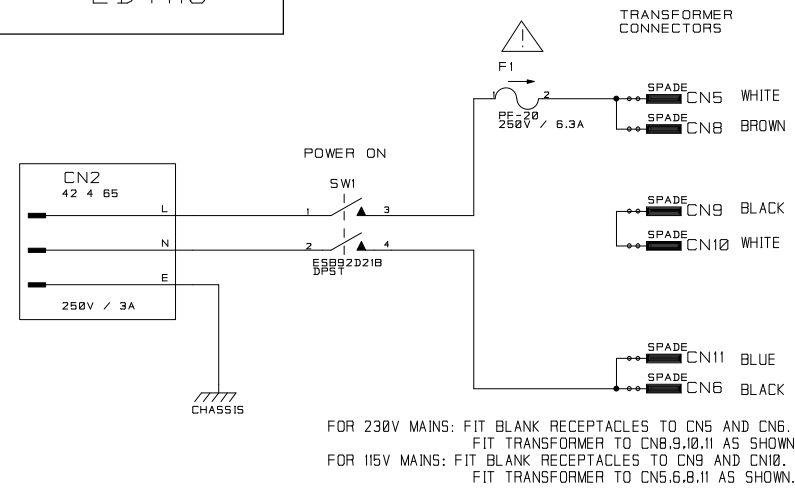 TRANSFORMER
CONNECTORS
F1
1 2
PF-20
250V / 6.3A
SPADE CN5 WHITE
SPADE CN8 BROWN
POWER ON
CN2
42 4 65
SW1
L 1 3
SPADE CN9 BLACK
N 2 4
SPADE CN10 WHITE
ESB92D21B
DPST
E
250V / 3A
SPADE CN11 BLUE
SPADE CN6 BLACK
CHASSIS
FOR 230V MAINS: FIT BLANK RECEPTACLES TO CN5 AND CN6.
FIT TRANSFORMER TO CN8,9,10,11 AS SHOWN
FOR 115V MAINS: FIT BLANK RECEPTACLES TO CN9 AND CN10.
FIT TRANSFORMER TO CN5,6,8,11 AS SHOWN.